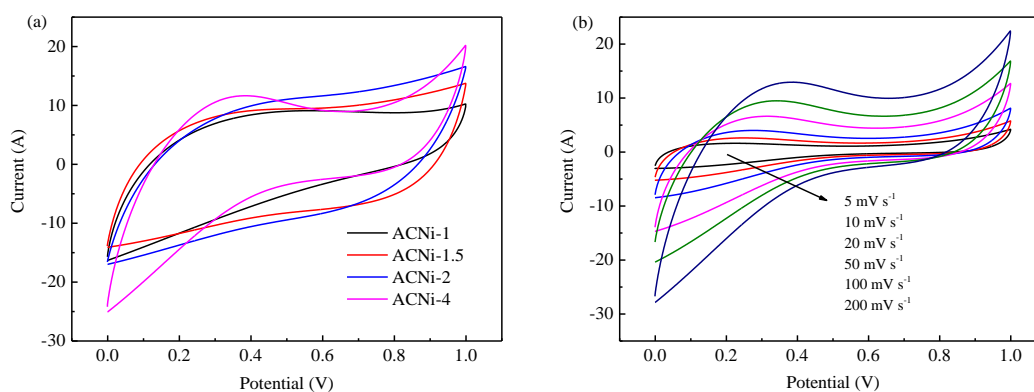 (a)
Current (A)
20
10
0
-10
-20
-30
0.0 0.2 0.4 0.6 0.8 1.0
Potential (V)
ACNi-1
ACNi-1.5
ACNi-2
ACNi-4
(b)
Current (A)
20
10
0
-10
-20
-30
0.0 0.2 0.4 0.6 0.8 1.0
Potential (V)
5 mV s⁻¹
10 mV s⁻¹
20 mV s⁻¹
50 mV s⁻¹
100 mV s⁻¹
200 mV s⁻¹